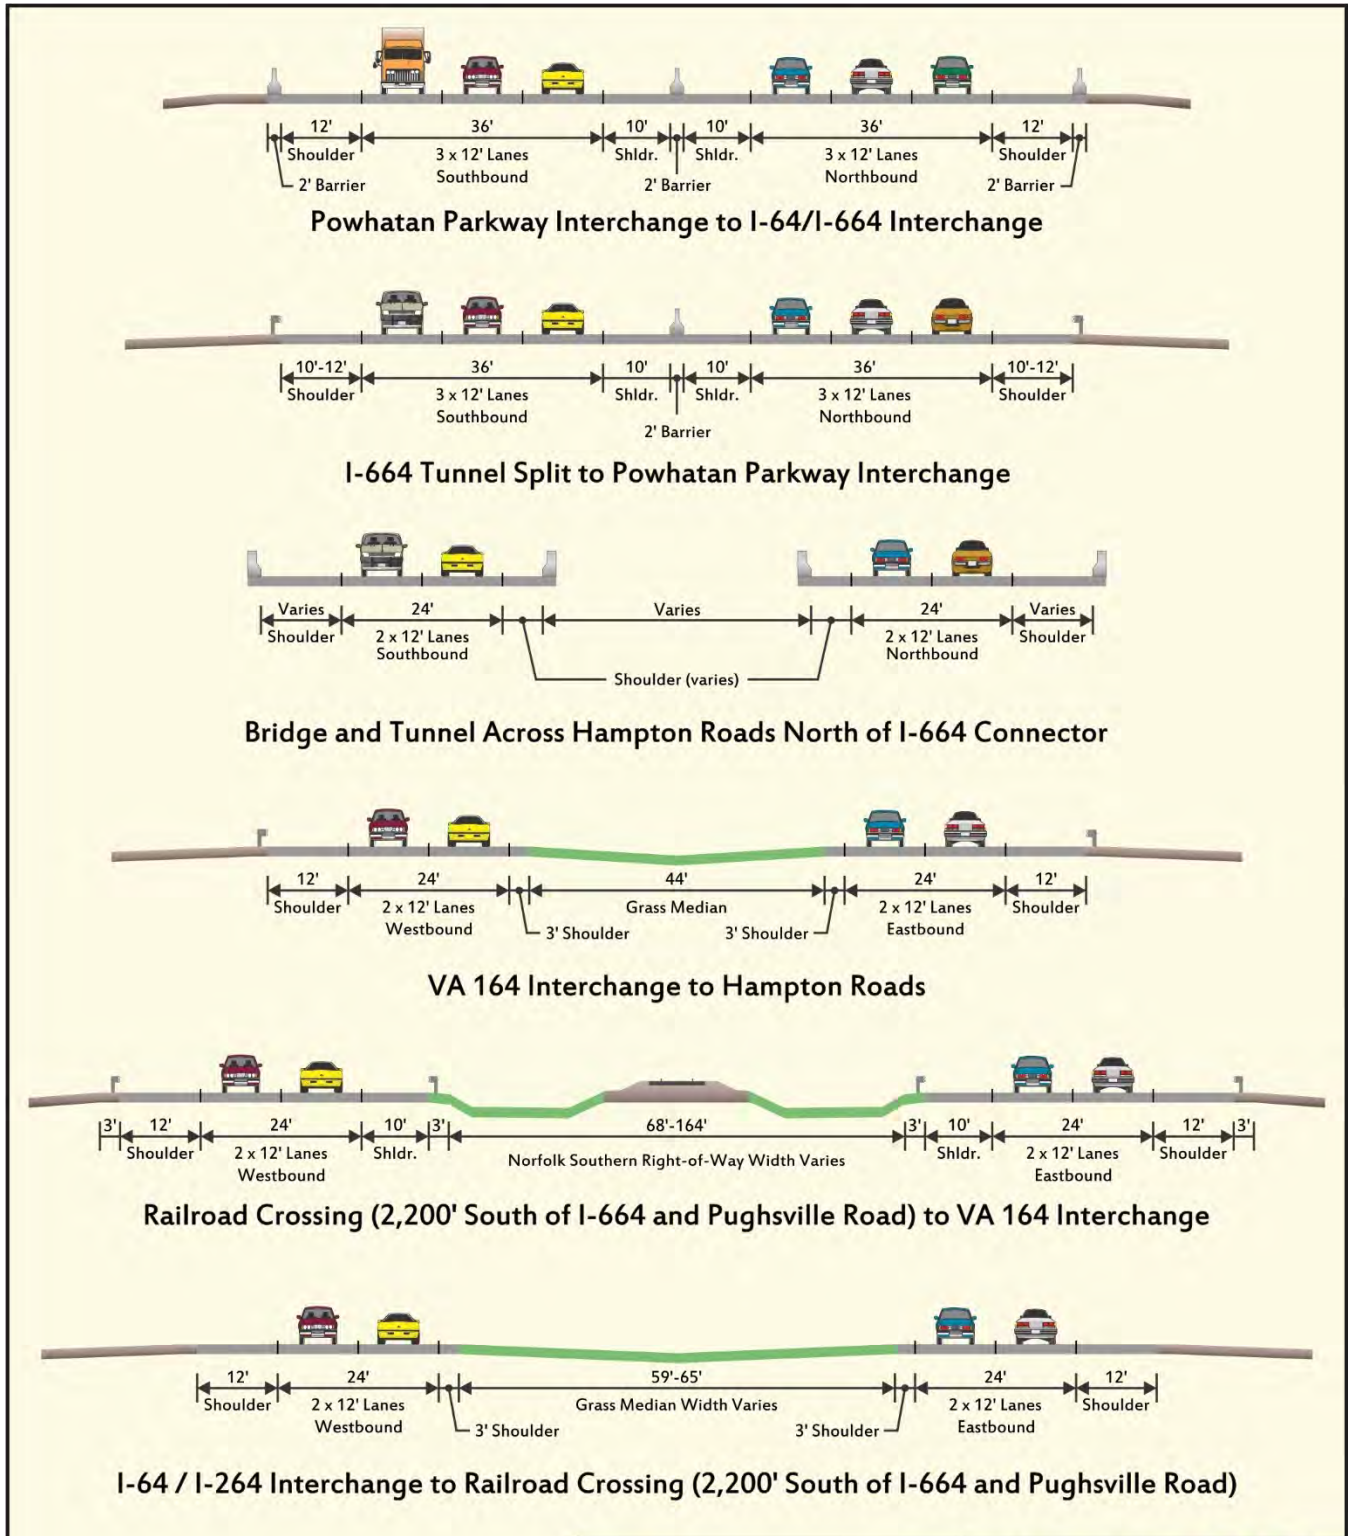 12' 36' 10' 10' 36' 12'
Shoulder 3 x 12' Lanes Shldr. Shldr. 3 x 12' Lanes Shoulder
Southbound Northbound
2' Barrier 2' Barrier 2' Barrier
Powhatan Parkway Interchange to I-64/I-664 Interchange
10'-12' 36' 10' 10' 36' 10'-12'
Shoulder 3 x 12' Lanes Shldr. Shldr. 3 x 12' Lanes Shoulder
Southbound Northbound
2' Barrier
I-664 Tunnel Split to Powhatan Parkway Interchange
Varies 24' Varies 24' Varies
Shoulder 2 x 12' Lanes 2 x 12' Lanes Shoulder
Southbound Northbound
Shoulder (varies)
Bridge and Tunnel Across Hampton Roads North of I-664 Connector
12' 24' 44' 24' 12'
Shoulder 2 x 12' Lanes Grass Median 2 x 12' Lanes Shoulder
Westbound 3' Shoulder 3' Shoulder Eastbound
VA 164 Interchange to Hampton Roads
3' 12' 24' 10' 3' 68'-164' 3' 10' 24' 12' 3'
Shoulder 2 x 12' Lanes Shldr. Norfolk Southern Right-of-Way Width Varies Shldr. 2 x 12' Lanes Shoulder
Westbound Eastbound
Railroad Crossing (2,200' South of I-664 and Pughsville Road) to VA 164 Interchange
12' 24' 59'-65' 24' 12'
Shoulder 2 x 12' Lanes Grass Median Width Varies 2 x 12' Lanes Shoulder
Westbound 3' Shoulder 3' Shoulder Eastbound
I-64 / I-264 Interchange to Railroad Crossing (2,200' South of I-664 and Pughsville Road)